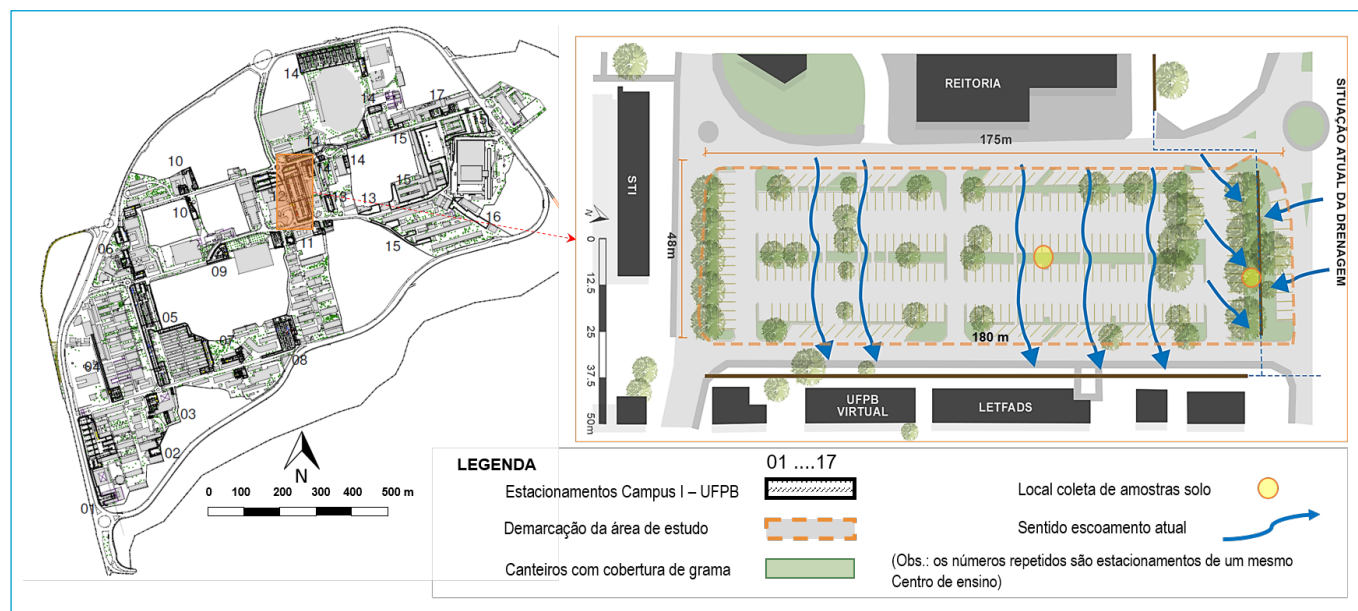 14
14
17
15
15
14
14
10
12
13
13
10
15
16
11
15
06
09
05
07
08
04
03
02
01
N
0 100 200 300 400 500 m
REITORIA
175m
STI
N
0
12.5
25
37.5
50m
48m
180 m
UFPB
VIRTUAL
LETFADS
SITUAÇÃO ATUAL DA DRENAGEM
LEGENDA
01 ....17
Estacionamentos Campus I – UFPB
Local coleta de amostras solo
Demarcação da área de estudo
Sentido escoamento atual
Canteiros com cobertura de grama
(Obs.: os números repetidos são estacionamentos de um mesmo
Centro de ensino)